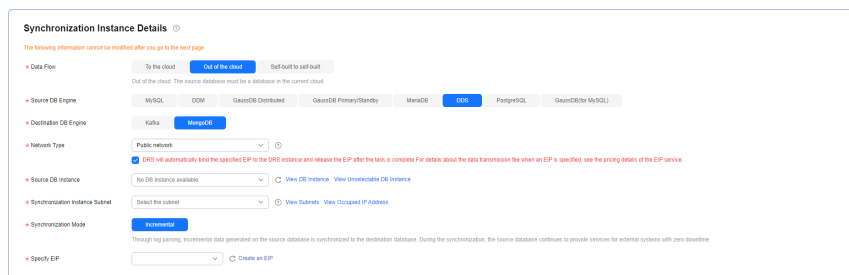 Synchronization Instance Details
The following information cannot be modified after you go to the next page.
* Data Flow To the cloud Out of the cloud Self-built to self-built
Out of the cloud: The source database must be a database in the current cloud.
* Source DB Engine MySQL DDM GaussDB Distributed GaussDB Primary/Standby MariaDB DDS PostgreSQL GaussDB(for MySQL)
* Destination DB Engine Kafka MongoDB
* Network Type Public network
DRS will automatically bind the specified EIP to the DRS instance and release the EIP after the task is complete.For details about the data transmission fee when an EIP is specified, see the pricing details of the EIP service.
* Source DB Instance No DB instance available. View DB Instance View Unselectable DB Instance
* Synchronization Instance Subnet Select the subnet View Subnets View Occupied IP Address
* Synchronization Mode Incremental
Through log parsing, incremental data generated on the source database is synchronized to the destination database. During the synchronization, the source database continues to provide services for external systems with zero downtime.
* Specify EIP Create an EIP